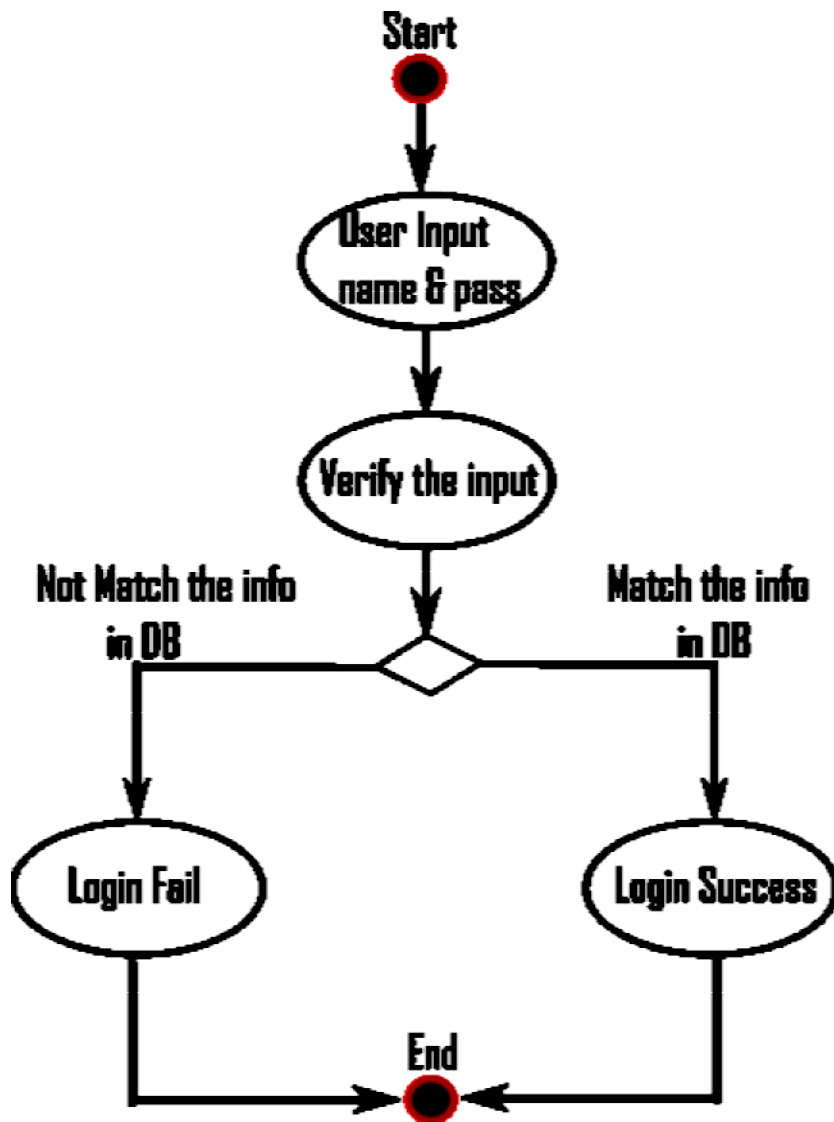 Start
User Input
name & pass
Verify the input
Not Match the info
in DB
Match the info
in DB
Login Fail
Login Success
End